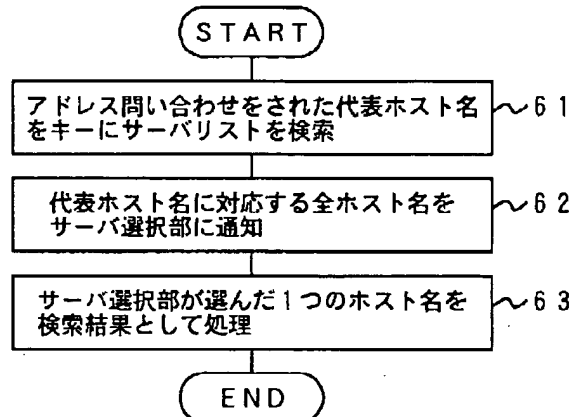 START
アドレス問い合わせをされた代表ホスト名
をキーにサーバリストを検索
～61
代表ホスト名に対応する全ホスト名を
サーバ選択部に通知
～62
サーバ選択部が選んだ1つのホスト名を
検索結果として処理
～63
END